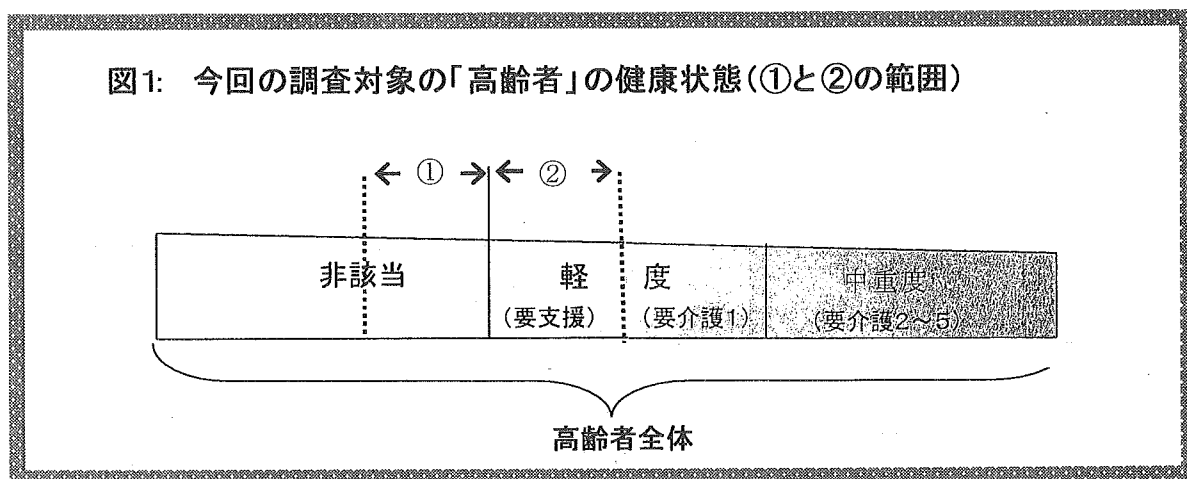 図1: 今回の調査対象の「高齢者」の健康状態(①と②の範囲)
① ②
非該当 軽 度 中重度
(要支援) (要介護1) (要介護2～5)
高齢者全体